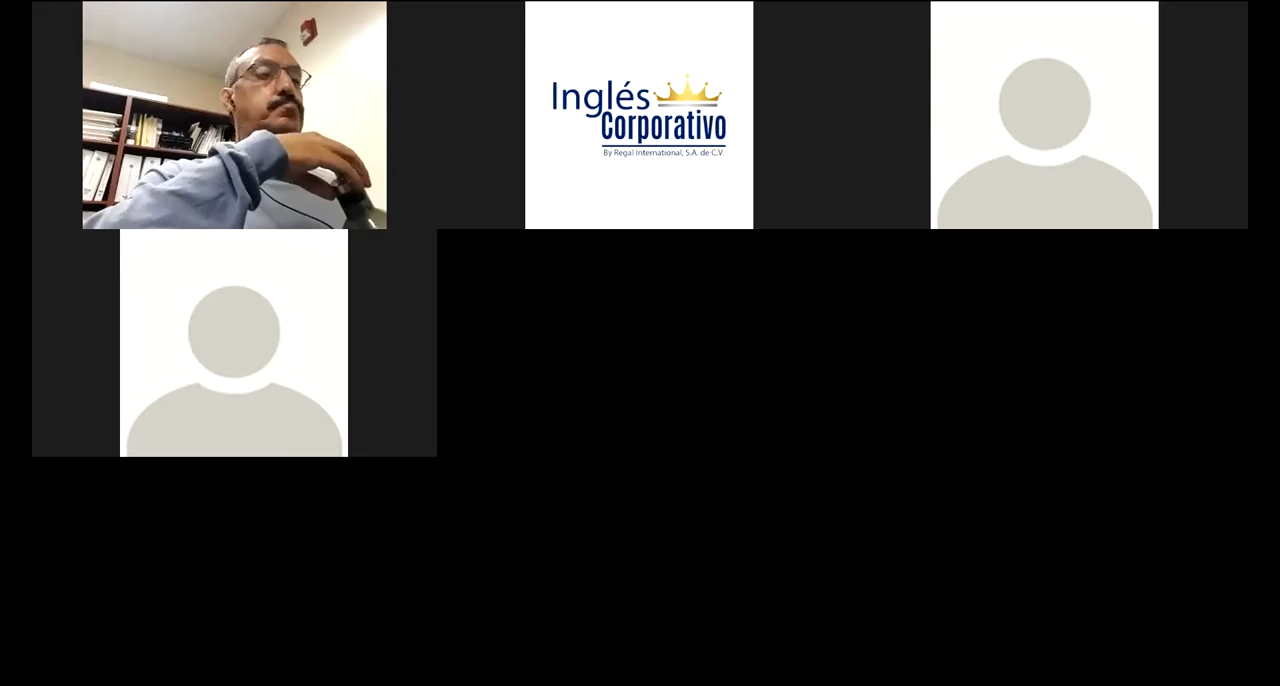 Inglés
Corporativo
By Regal International, S.A. de C.V.